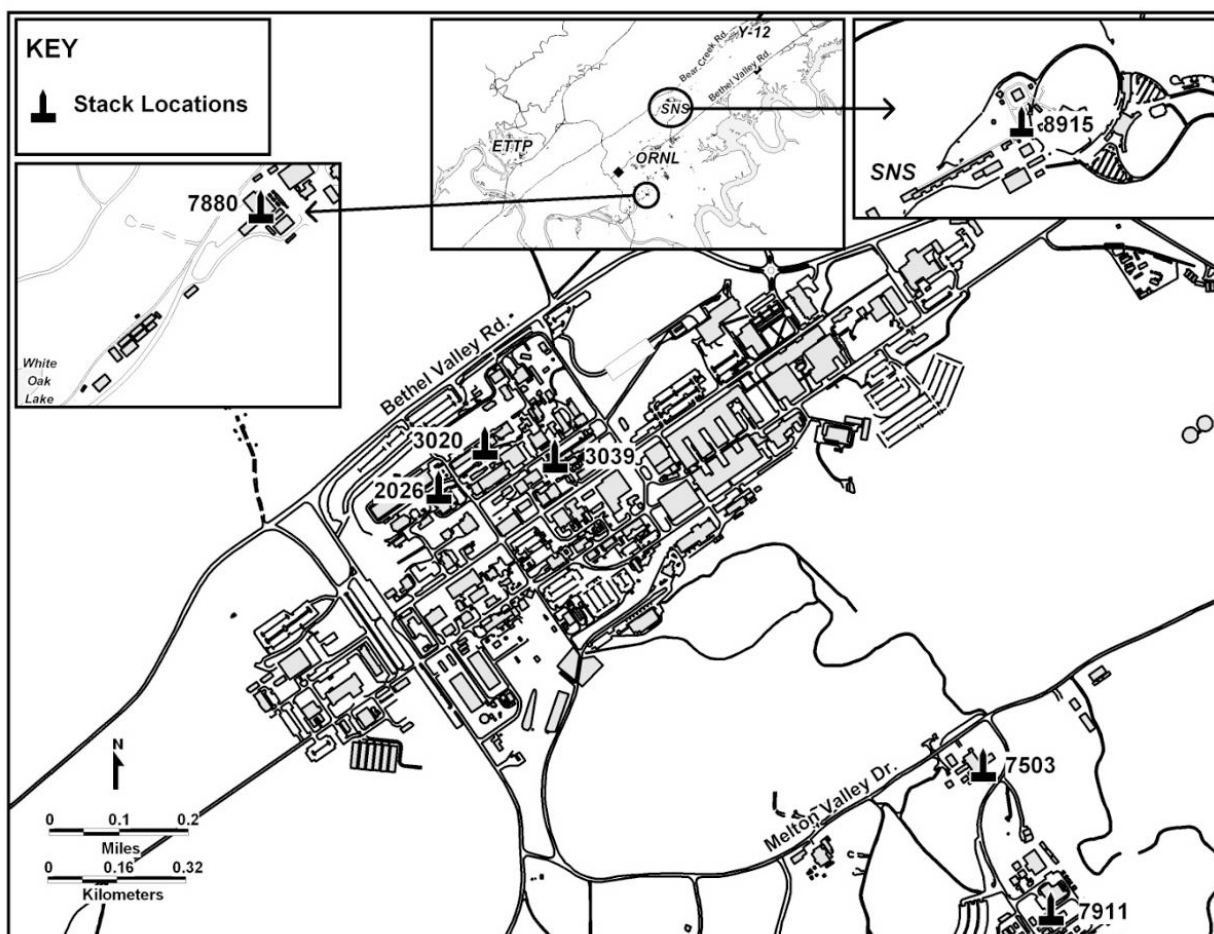 KEY
Stack Locations
Y-12
Bear Creek Rd.
Bethel Valley Rd.
SNS
ETTP
ORNL
8915
SNS
7880
White
Oak
Lake
Bethel Valley Rd.
3020
3039
2026
N
0 0.1 0.2
Miles
0 0.16 0.32
Kilometers
7503
Melton Valley Dr.
7911